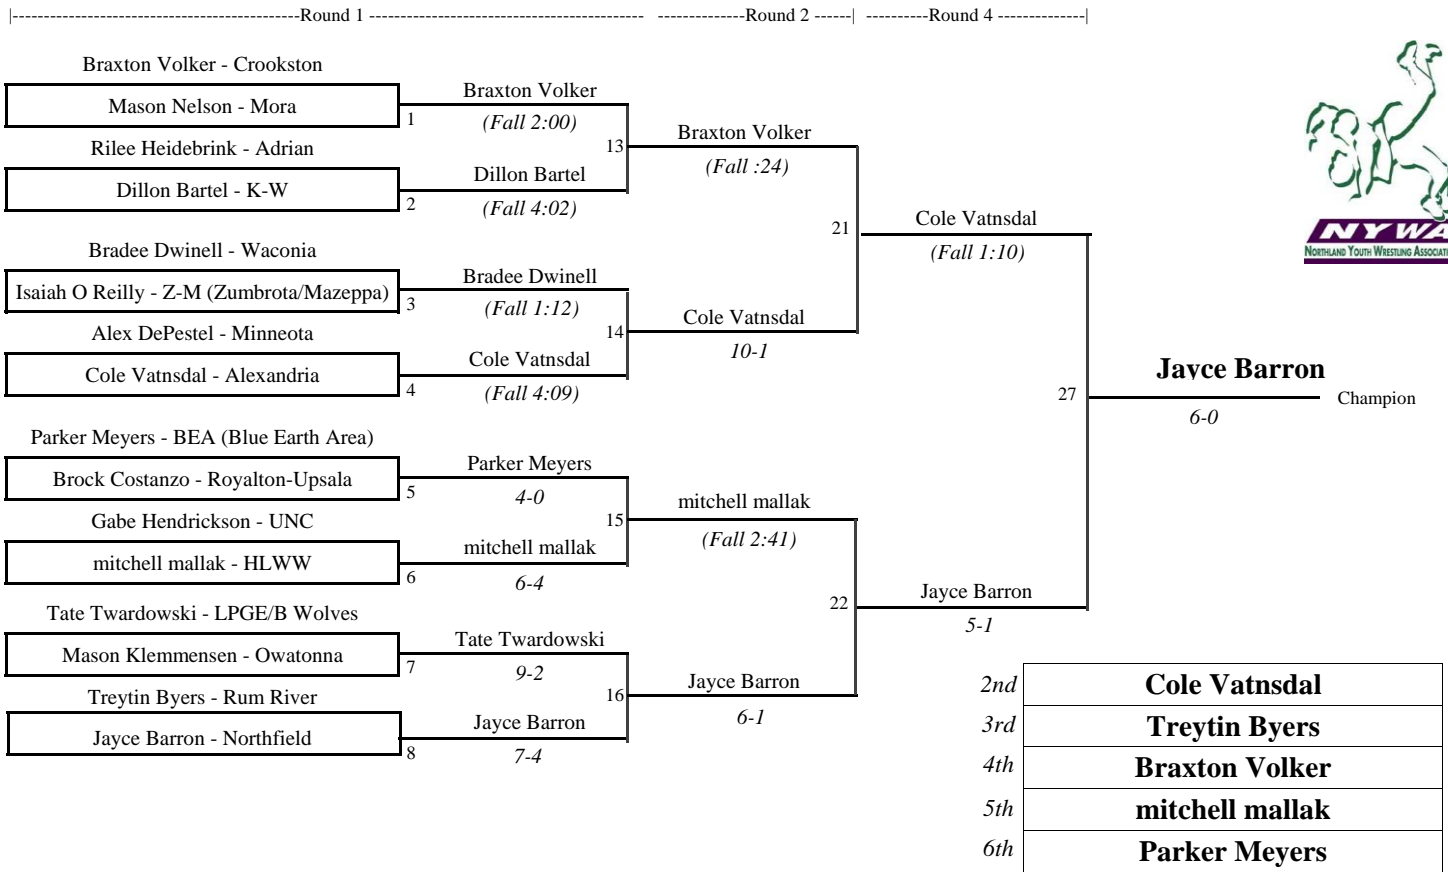 |-----------------------------------------------Round 1 --------------------------------------------- --------------Round 2 ------| ----------Round 4 --------------|
Braxton Volker - Crookston
Mason Nelson - Mora
1
Rilee Heidebrink - Adrian
Dillon Bartel - K-W
2
Bradee Dwinell - Waconia
Isaiah O Reilly - Z-M (Zumbrota/Mazeppa)
3
Alex DePestel - Minneota
Cole Vatnsdal - Alexandria
4
Parker Meyers - BEA (Blue Earth Area)
Brock Costanzo - Royalton-Upsala
5
Gabe Hendrickson - UNC
mitchell mallak - HLWW
6
Tate Twardowski - LPGE/B Wolves
Mason Klemmensen - Owatonna
7
Treytin Byers - Rum River
Jayce Barron - Northfield
8
Braxton Volker
(Fall 2:00)
13
Dillon Bartel
(Fall 4:02)
Bradee Dwinell
(Fall 1:12)
14
Cole Vatnsdal
(Fall 4:09)
Parker Meyers
4-0
15
mitchell mallak
6-4
Tate Twardowski
9-2
16
Jayce Barron
7-4
Braxton Volker
(Fall :24)
21
Cole Vatnsdal
10-1
mitchell mallak
(Fall 2:41)
22
Jayce Barron
6-1
Cole Vatnsdal
(Fall 1:10)
27
Jayce Barron
5-1
Jayce Barron
6-0
Champion
NYWA
NORTHLAND YOUTH WRESTLING
2nd Cole Vatnsdal
3rd Treytin Byers
4th Braxton Volker
5th mitchell mallak
6th Parker Meyers